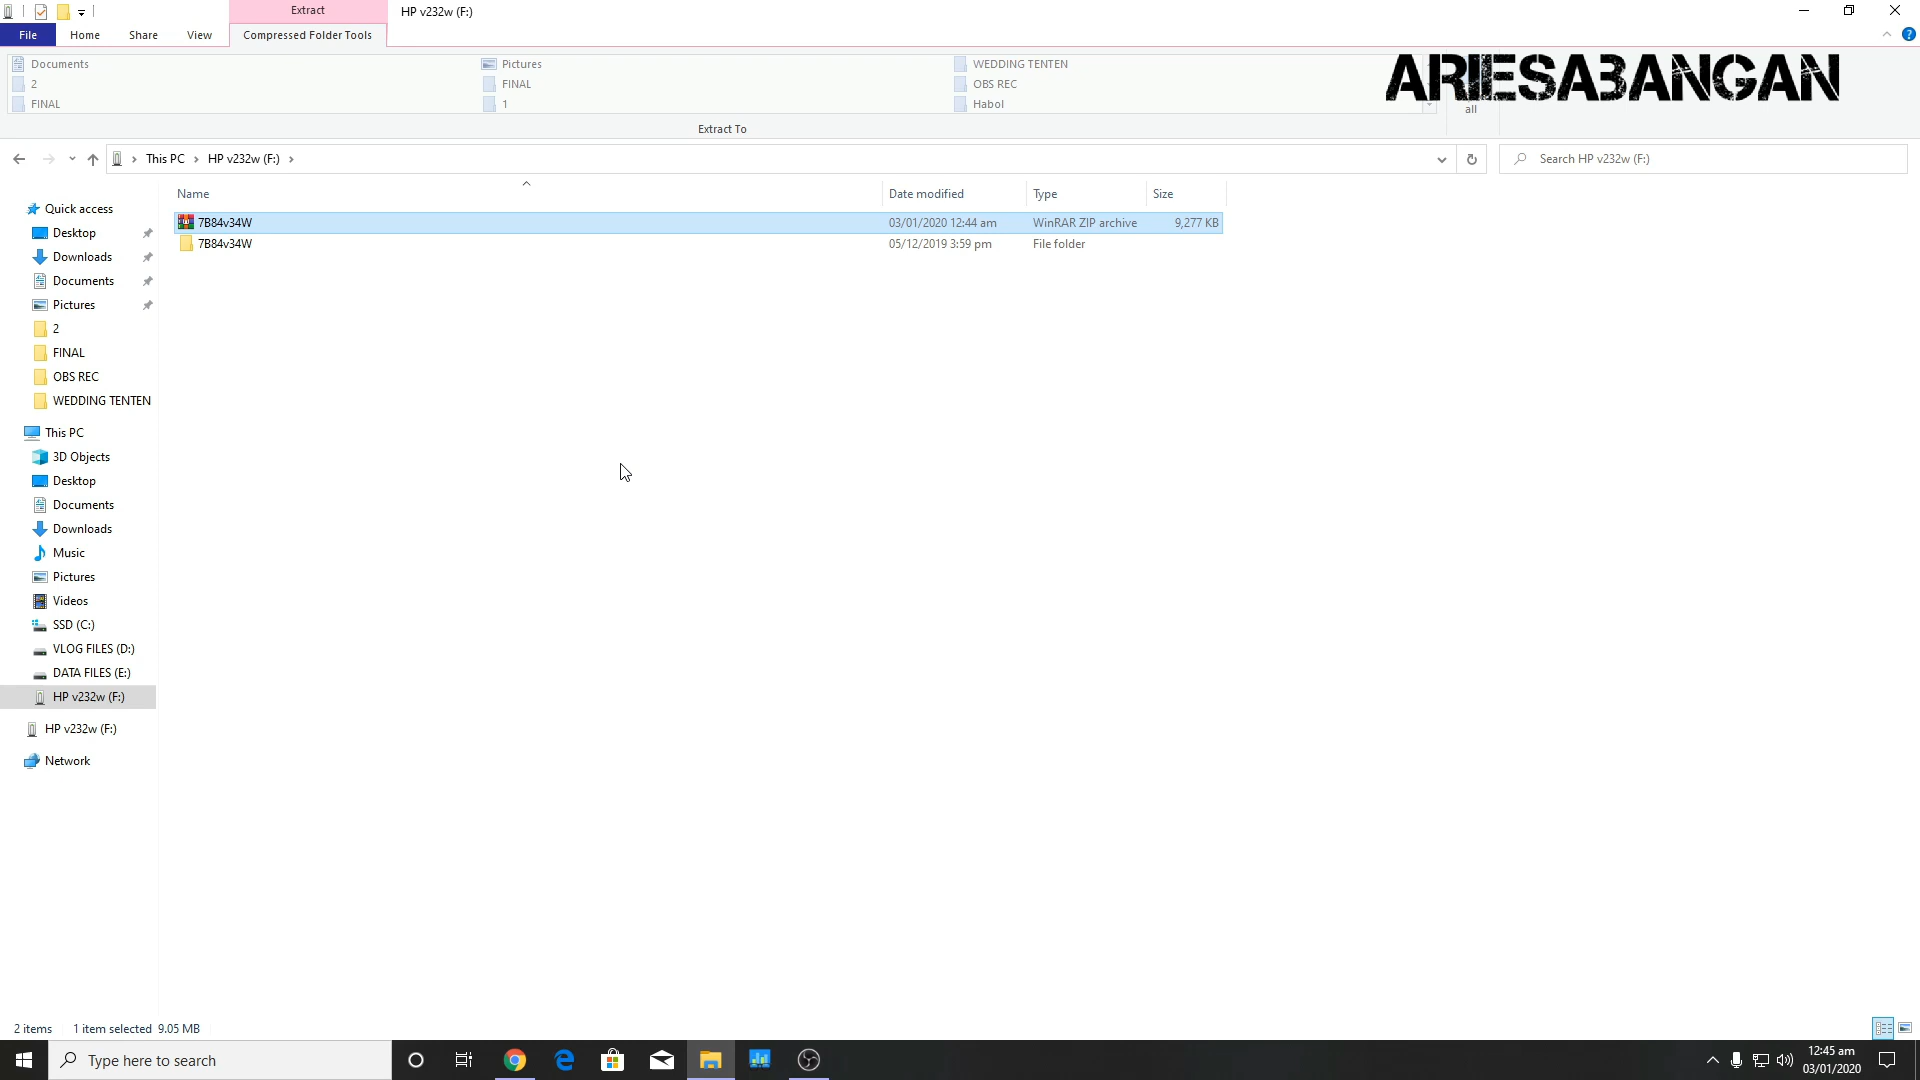 Extract
HP v232w (F:)
File
Home
Share
View
Compressed Folder Tools
Documents
Pictures
WEDDING TENTEN
2
FINAL
OBS REC
FINAL
1
Habol
all
Extract To
ARIESABANGAN
This PC
HP v232w (F:)
Search HP v232w (F:)
Name
Date modified
Type
Size
7B84v34W
03/01/2020 12:44 am
WinRAR ZIP archive
9,277 KB
7B84v34W
05/12/2019 3:59 pm
File folder
Quick access
Desktop
Downloads
Documents
Pictures
2
FINAL
OBS REC
WEDDING TENTEN
This PC
3D Objects
Desktop
Documents
Downloads
Music
Pictures
Videos
SSD (C:)
VLOG FILES (D:)
DATA FILES (E:)
HP v232w (F:)
HP v232w (F:)
Network
2 items
1 item selected 9.05 MB
Type here to search
12:45 am
03/01/2020